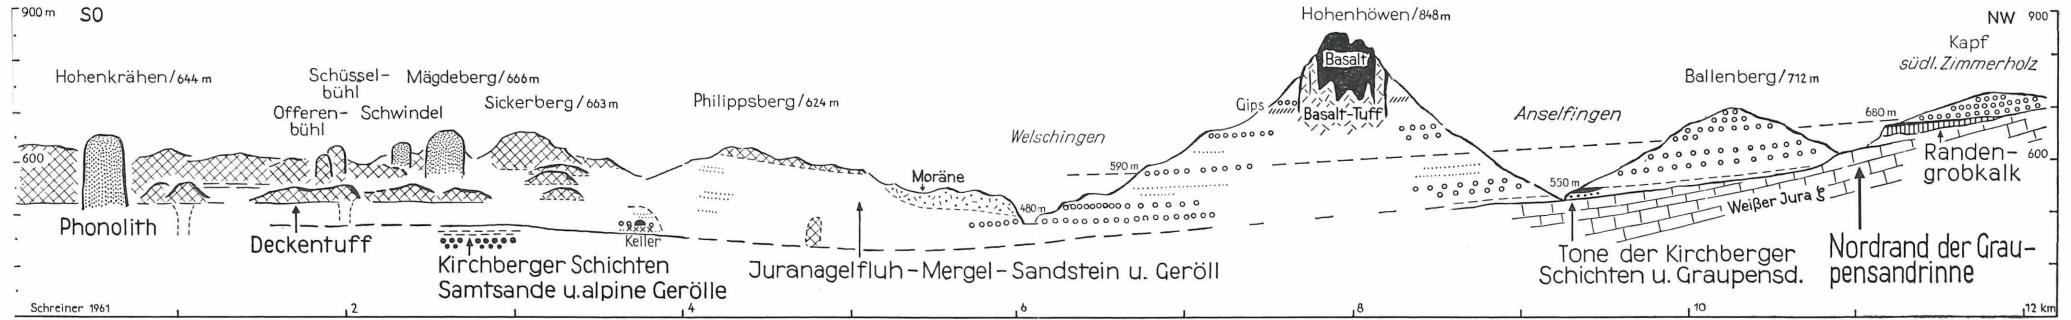 900 m SO
Hohenkrähen/644 m
Schüssel-
bühl
Offeren-
bühl
Schwindel
Mägdeberg/666 m
Sickerberg/663 m
Philippsberg/624 m
Welschingen
Hohenhöwen/848 m
Basalt
Basalt-Tuff
Gips
Anselfingen
Ballenberg/712 m
NW 900
Kapf
südl. Zimmerholz
600
590 m
480 m
550 m
660 m
600
Moräne
Keller
Phonolith
Deckentuff
Kirchberger Schichten
Samtsande u. alpine Gerölle
Juranagelfluh-Mergel-Sandstein u. Geröll
Weißer Jura ζ
Randen-
grobkalk
Tone der Kirchberger
Schichten u. Graupensd.
Nordrand der Grau-
pensandrinne
Schreiner 1961
2
4
6
8
10
12 km